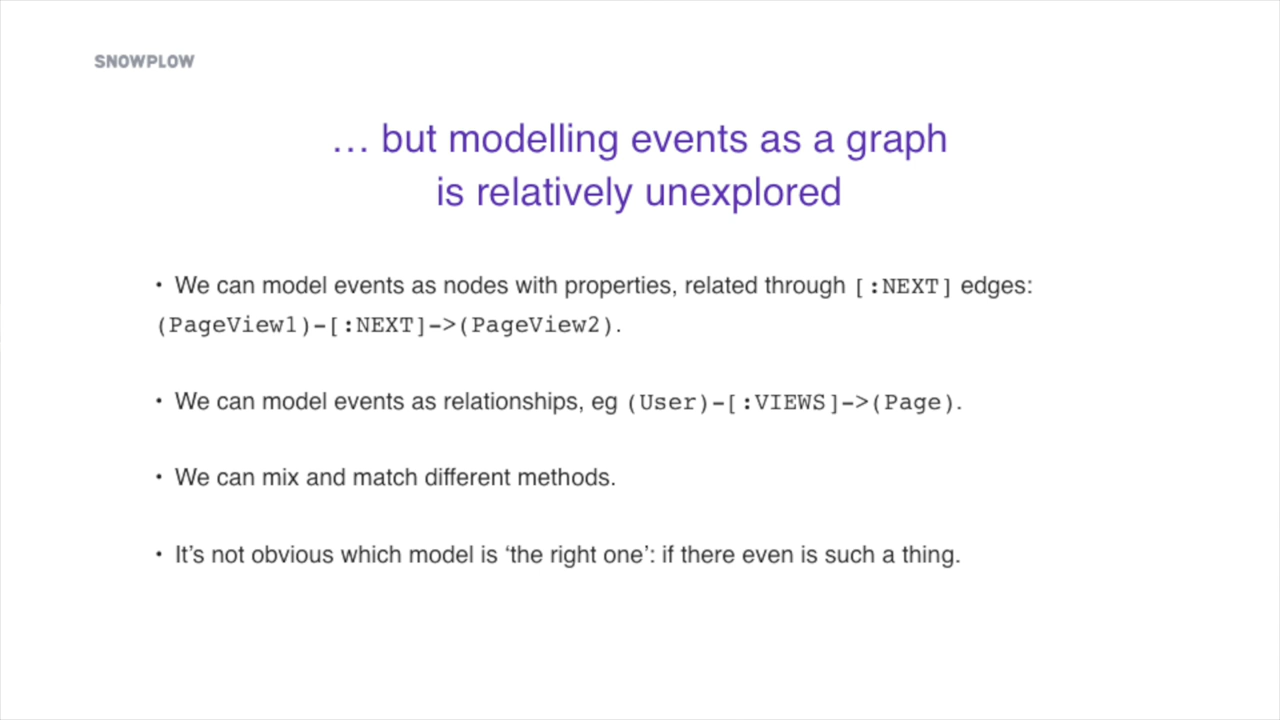 SNOWPLOW
… but modelling events as a graph
is relatively unexplored
• We can model events as nodes with properties, related through [:NEXT] edges:
(PageView1)-[:NEXT]->(PageView2).
• We can model events as relationships, eg (User)-[:VIEWS]->(Page).
• We can mix and match different methods.
• It’s not obvious which model is ‘the right one’: if there even is such a thing.